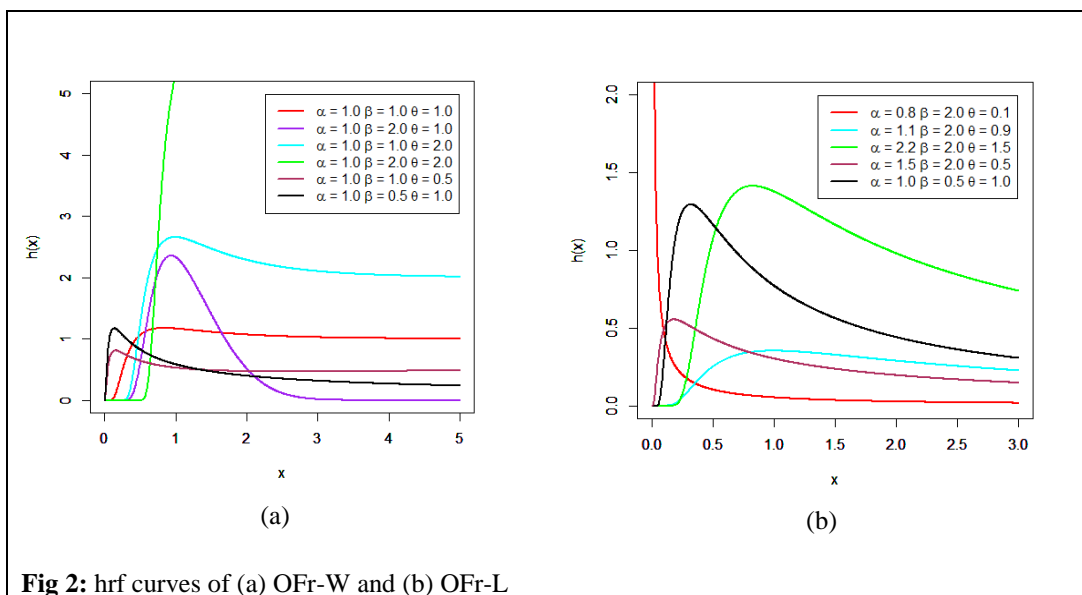 α = 1.0 β = 1.0 θ = 1.0
α = 1.0 β = 2.0 θ = 1.0
α = 1.0 β = 1.0 θ = 2.0
α = 1.0 β = 2.0 θ = 2.0
α = 1.0 β = 1.0 θ = 0.5
α = 1.0 β = 0.5 θ = 1.0
h(x)
5
4
3
2
1
0
0 1 2 3 4 5
x
(a)
α = 0.8 β = 2.0 θ = 0.1
α = 1.1 β = 2.0 θ = 0.9
α = 2.2 β = 2.0 θ = 1.5
α = 1.5 β = 2.0 θ = 0.5
α = 1.0 β = 0.5 θ = 1.0
h(x)
2.0
1.5
1.0
0.5
0.0
0.0 0.5 1.0 1.5 2.0 2.5 3.0
x
(b)
Fig 2: hrf curves of (a) OFr-W and (b) OFr-L